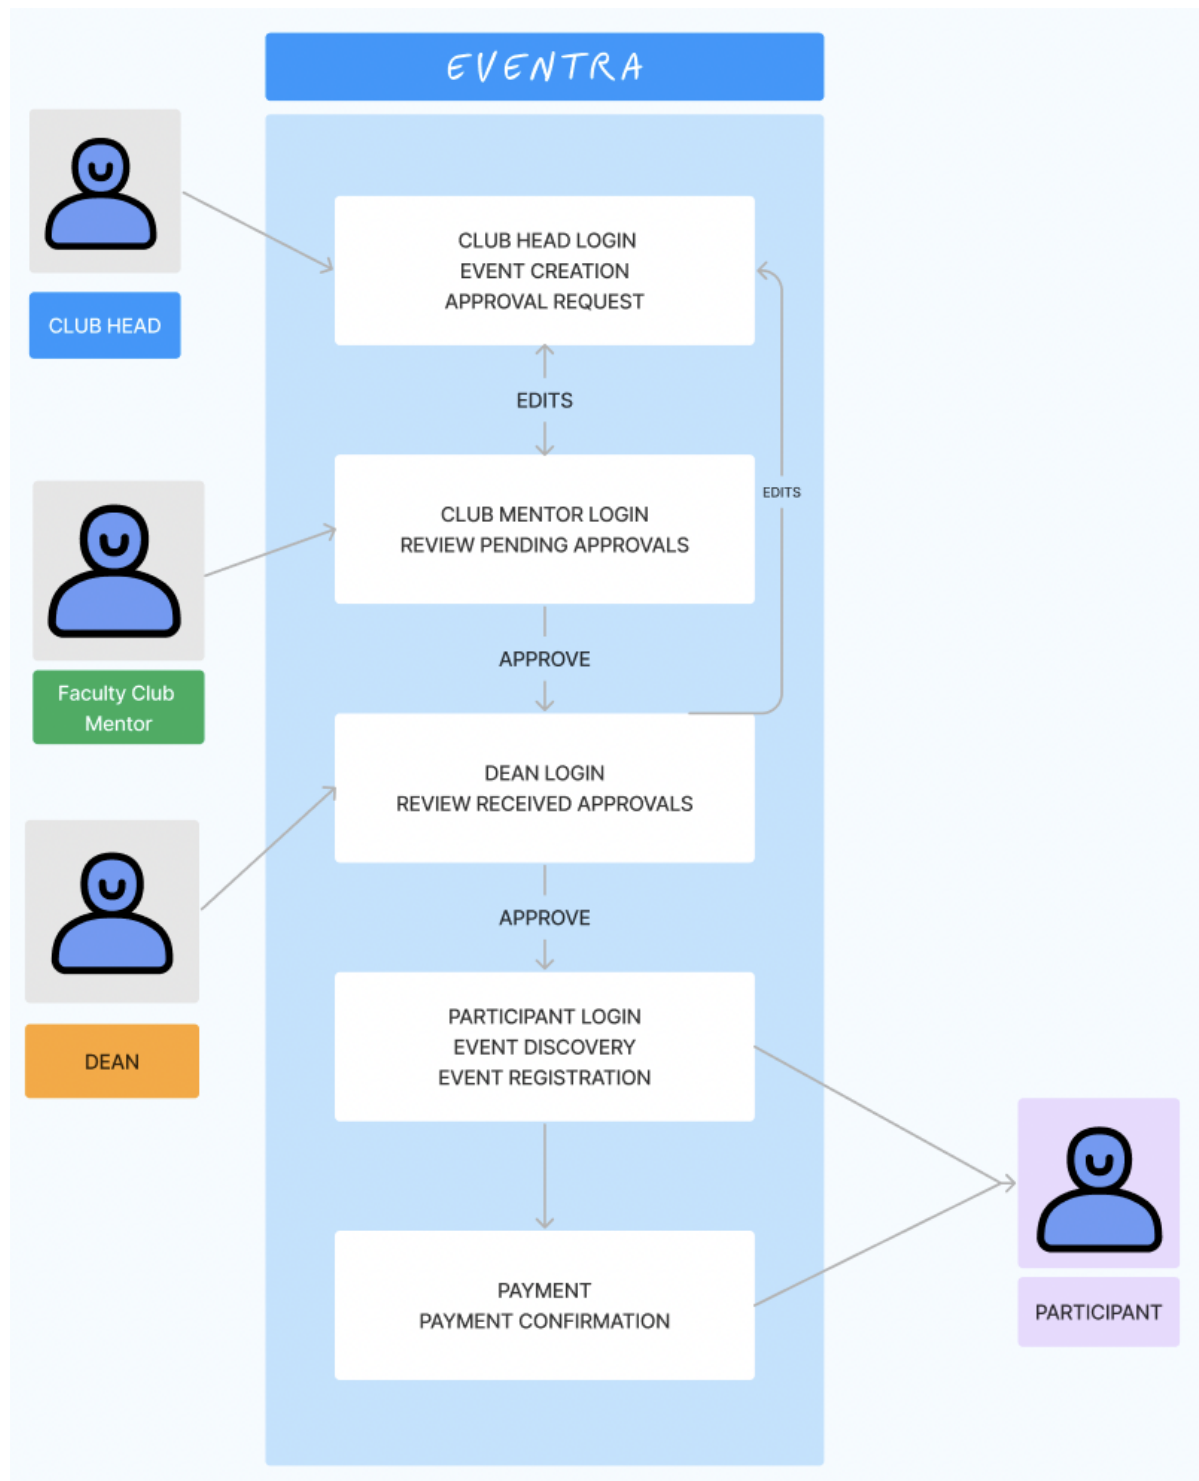 EVENTRA
CLUB HEAD LOGIN
EVENT CREATION
APPROVAL REQUEST
CLUB HEAD
EDITS
EDITS
CLUB MENTOR LOGIN
REVIEW PENDING APPROVALS
Faculty Club
Mentor
APPROVE
DEAN LOGIN
REVIEW RECEIVED APPROVALS
DEAN
APPROVE
PARTICIPANT LOGIN
EVENT DISCOVERY
EVENT REGISTRATION
PAYMENT
PAYMENT CONFIRMATION
PARTICIPANT